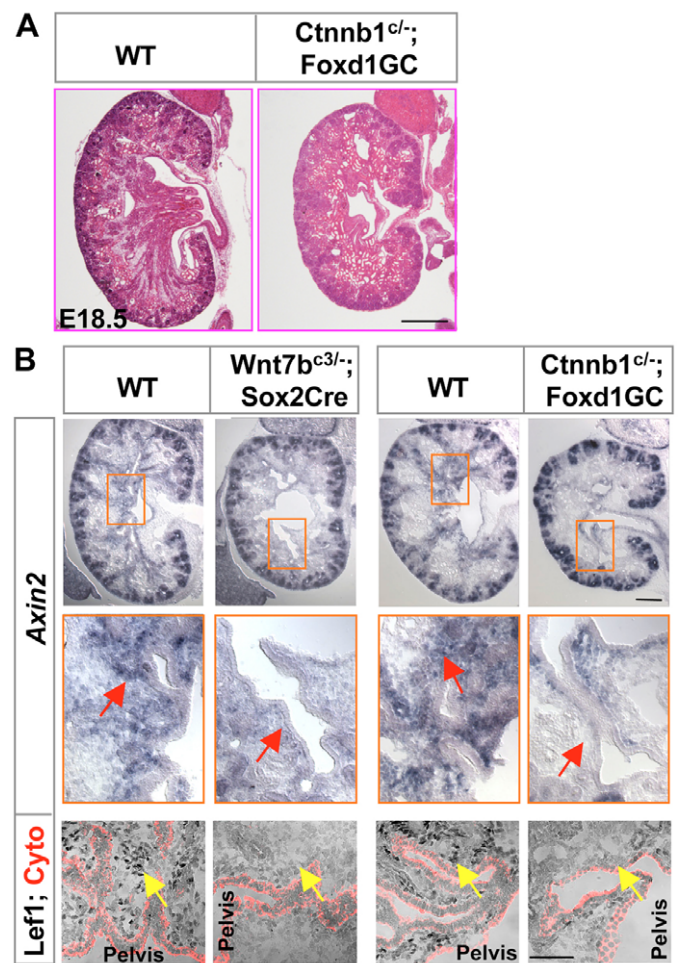 A
WT
Ctnnb1c/-;
Foxd1GC
E18.5
B
WT
Wnt7bc3/-;
Sox2Cre
WT
Ctnnb1c/-;
Foxd1GC
Axin2
Lef1; Cyto
Pelvis
Pelvis
Pelvis
Pelvis